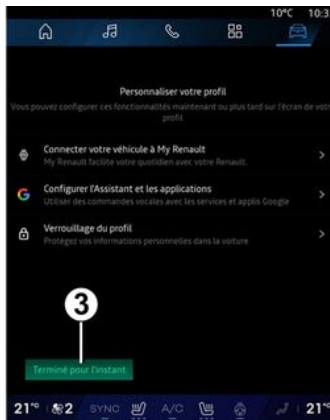 10°C 10:3
Personnaliser votre profil
Vous pouvez configurer ces fonctionnalités maintenant ou plus tard sur l'écran de votr
profil
Connecter votre véhicule à My Renault
My Renault facilite votre quotidien avec votre Renault.
Configurer l'Assistant et les applications
Utiliser des commandes vocales avec les services et applis Google
Verrouillage du profil
Protégez vos informations personnelles dans la voiture
3
Terminé pour l'instant
21°° 2 SYNC A/C 21°°